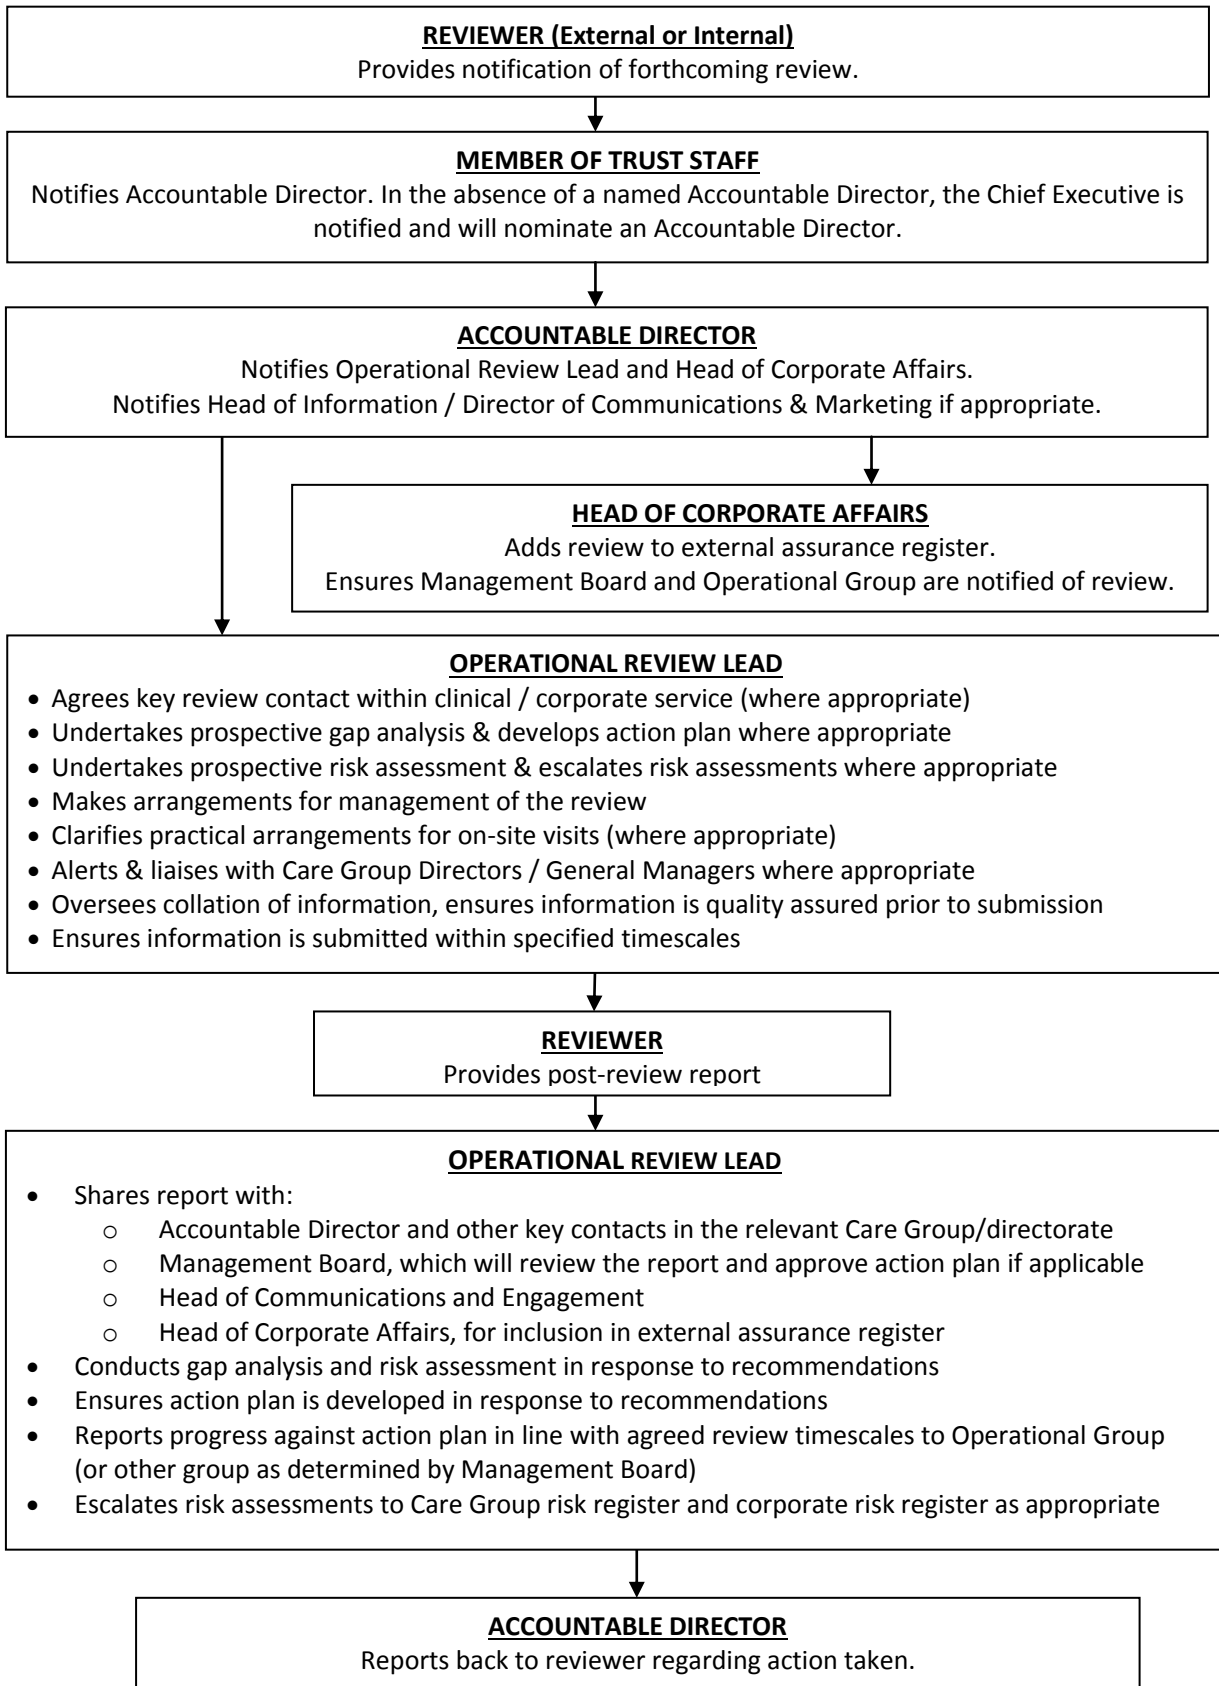 REVIEWER (External or Internal)
Provides notification of forthcoming review.
MEMBER OF TRUST STAFF
Notifies Accountable Director. In the absence of a named Accountable Director, the Chief Executive is
notified and will nominate an Accountable Director.
ACCOUNTABLE DIRECTOR
Notifies Operational Review Lead and Head of Corporate Affairs.
Notifies Head of Information / Director of Communications & Marketing if appropriate.
HEAD OF CORPORATE AFFAIRS
Adds review to external assurance register.
Ensures Management Board and Operational Group are notified of review.
OPERATIONAL REVIEW LEAD
• Agrees key review contact within clinical / corporate service (where appropriate)
• Undertakes prospective gap analysis & develops action plan where appropriate
• Undertakes prospective risk assessment & escalates risk assessments where appropriate
• Makes arrangements for management of the review
• Clarifies practical arrangements for on-site visits (where appropriate)
• Alerts & liaises with Care Group Directors / General Managers where appropriate
• Oversees collation of information, ensures information is quality assured prior to submission
• Ensures information is submitted within specified timescales
REVIEWER
Provides post-review report
OPERATIONAL REVIEW LEAD
• Shares report with:
o Accountable Director and other key contacts in the relevant Care Group/directorate
o Management Board, which will review the report and approve action plan if applicable
o Head of Communications and Engagement
o Head of Corporate Affairs, for inclusion in external assurance register
• Conducts gap analysis and risk assessment in response to recommendations
• Ensures action plan is developed in response to recommendations
• Reports progress against action plan in line with agreed review timescales to Operational Group
(or other group as determined by Management Board)
• Escalates risk assessments to Care Group risk register and corporate risk register as appropriate
ACCOUNTABLE DIRECTOR
Reports back to reviewer regarding action taken.